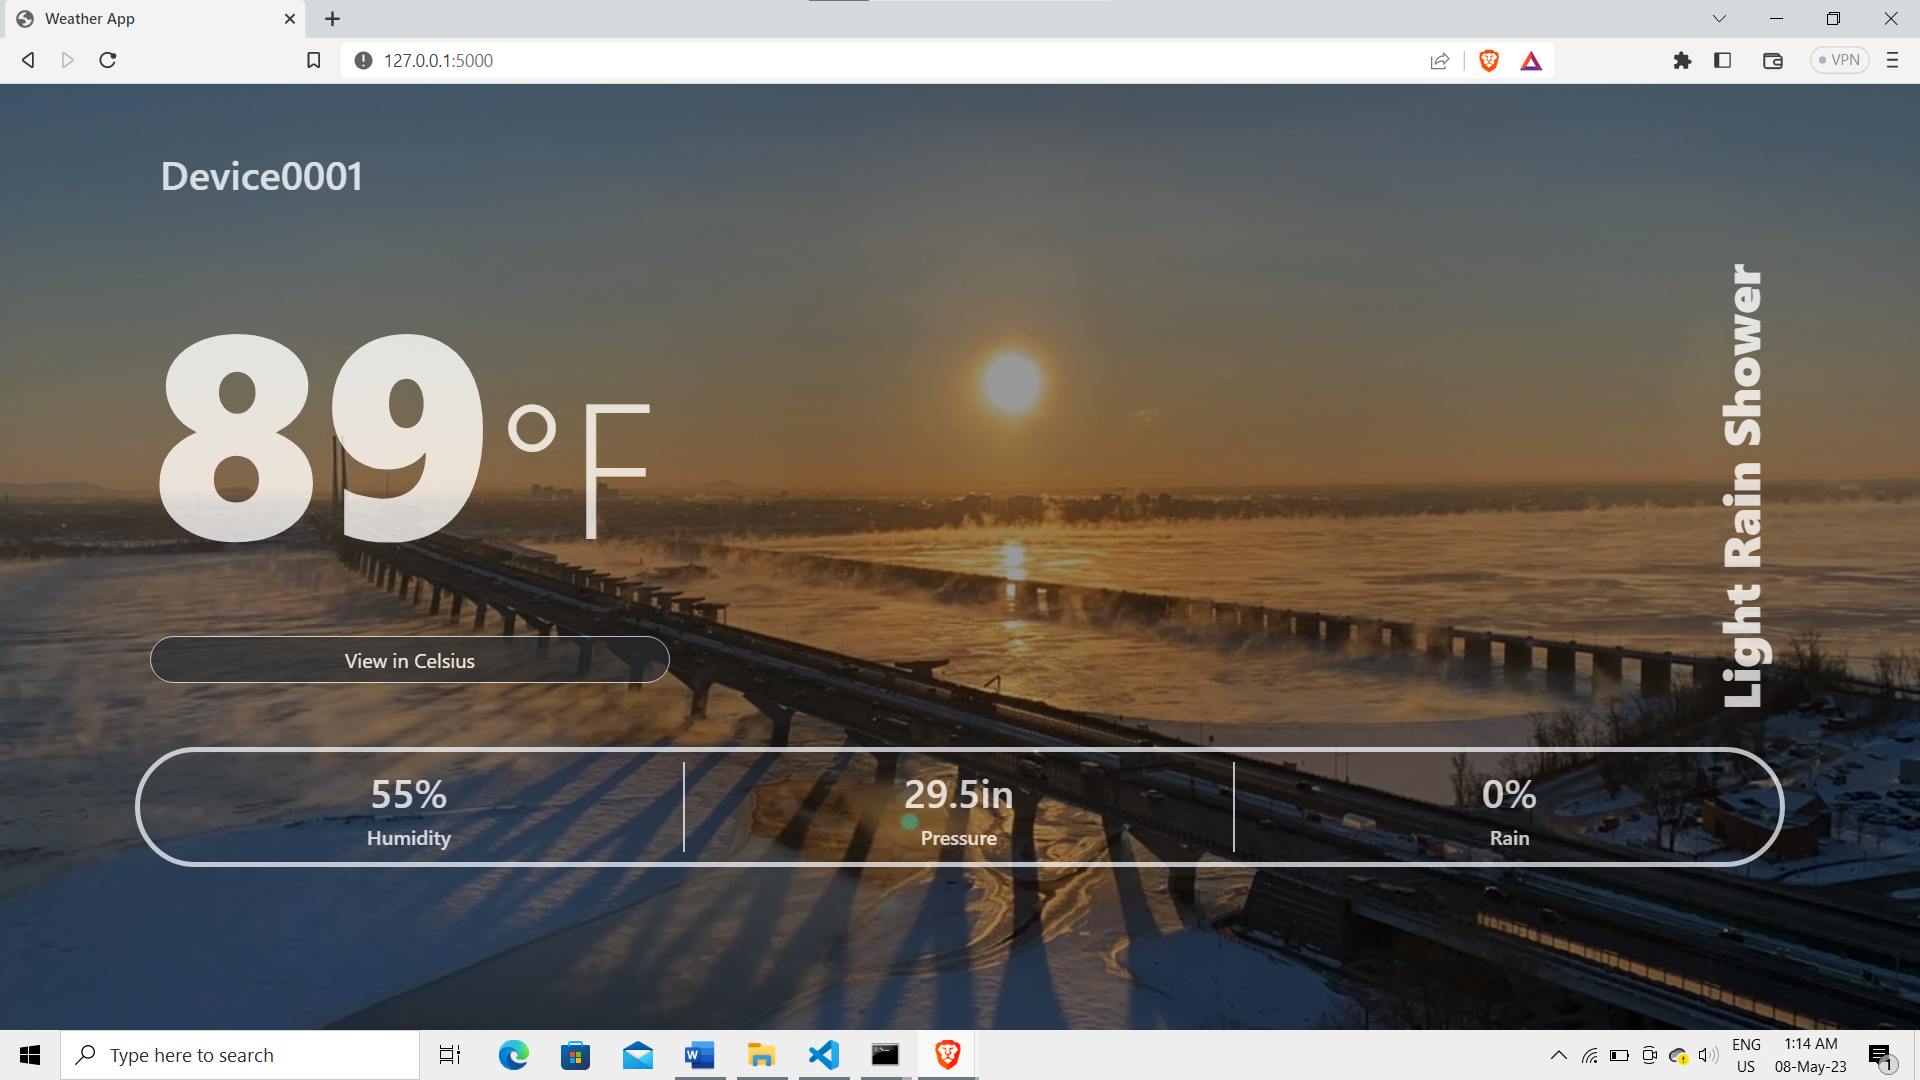 Weather App
127.0.0.1:5000
VPN
Device0001
89°F
Light Rain Shower
View in Celsius
55%
Humidity
29.5in
Pressure
0%
Rain
Type here to search
ENG
US
1:14 AM
08-May-23
1